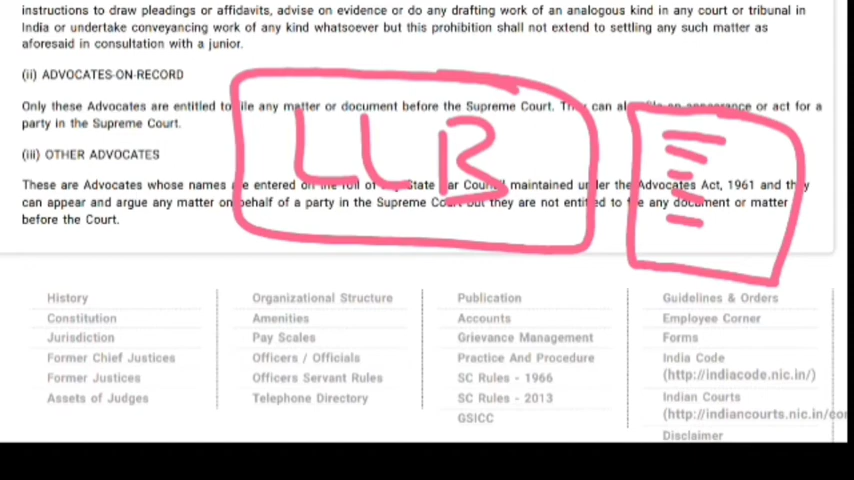 instructions to draw pleadings or affidavits, advise on evidence or do any drafting work of an analogous kind in any court or tribunal in
India or undertake conveyancing work of any kind whatsoever but this prohibition shall not extend to settling any such matter as
aforesaid in consultation with a junior.
(ii) ADVOCATES-ON-RECORD
Only these Advocates are entitled to file any matter or document before the Supreme Court. They can also file an appearance or act for a
party in the Supreme Court.
LLB
(iii) OTHER ADVOCATES
These are Advocates whose names are entered on the roll of any State Bar Council maintained under the Advocates Act, 1961 and they
can appear and argue any matter on behalf of a party in the Supreme Court but they are not entitled to file any document or matter
before the Court.
History
Constitution
Jurisdiction
Former Chief Justices
Former Justices
Assets of Judges
Organizational Structure
Amenities
Pay Scales
Officers / Officials
Officers Servant Rules
Telephone Directory
Publication
Accounts
Grievance Management
Practice And Procedure
SC Rules - 1966
SC Rules - 2013
GSICC
Guidelines & Orders
Employee Corner
Forms
India Code
(http://indiacode.nic.in/)
Indian Courts
(http://indiancourts.nic.in/co
Disclaimer